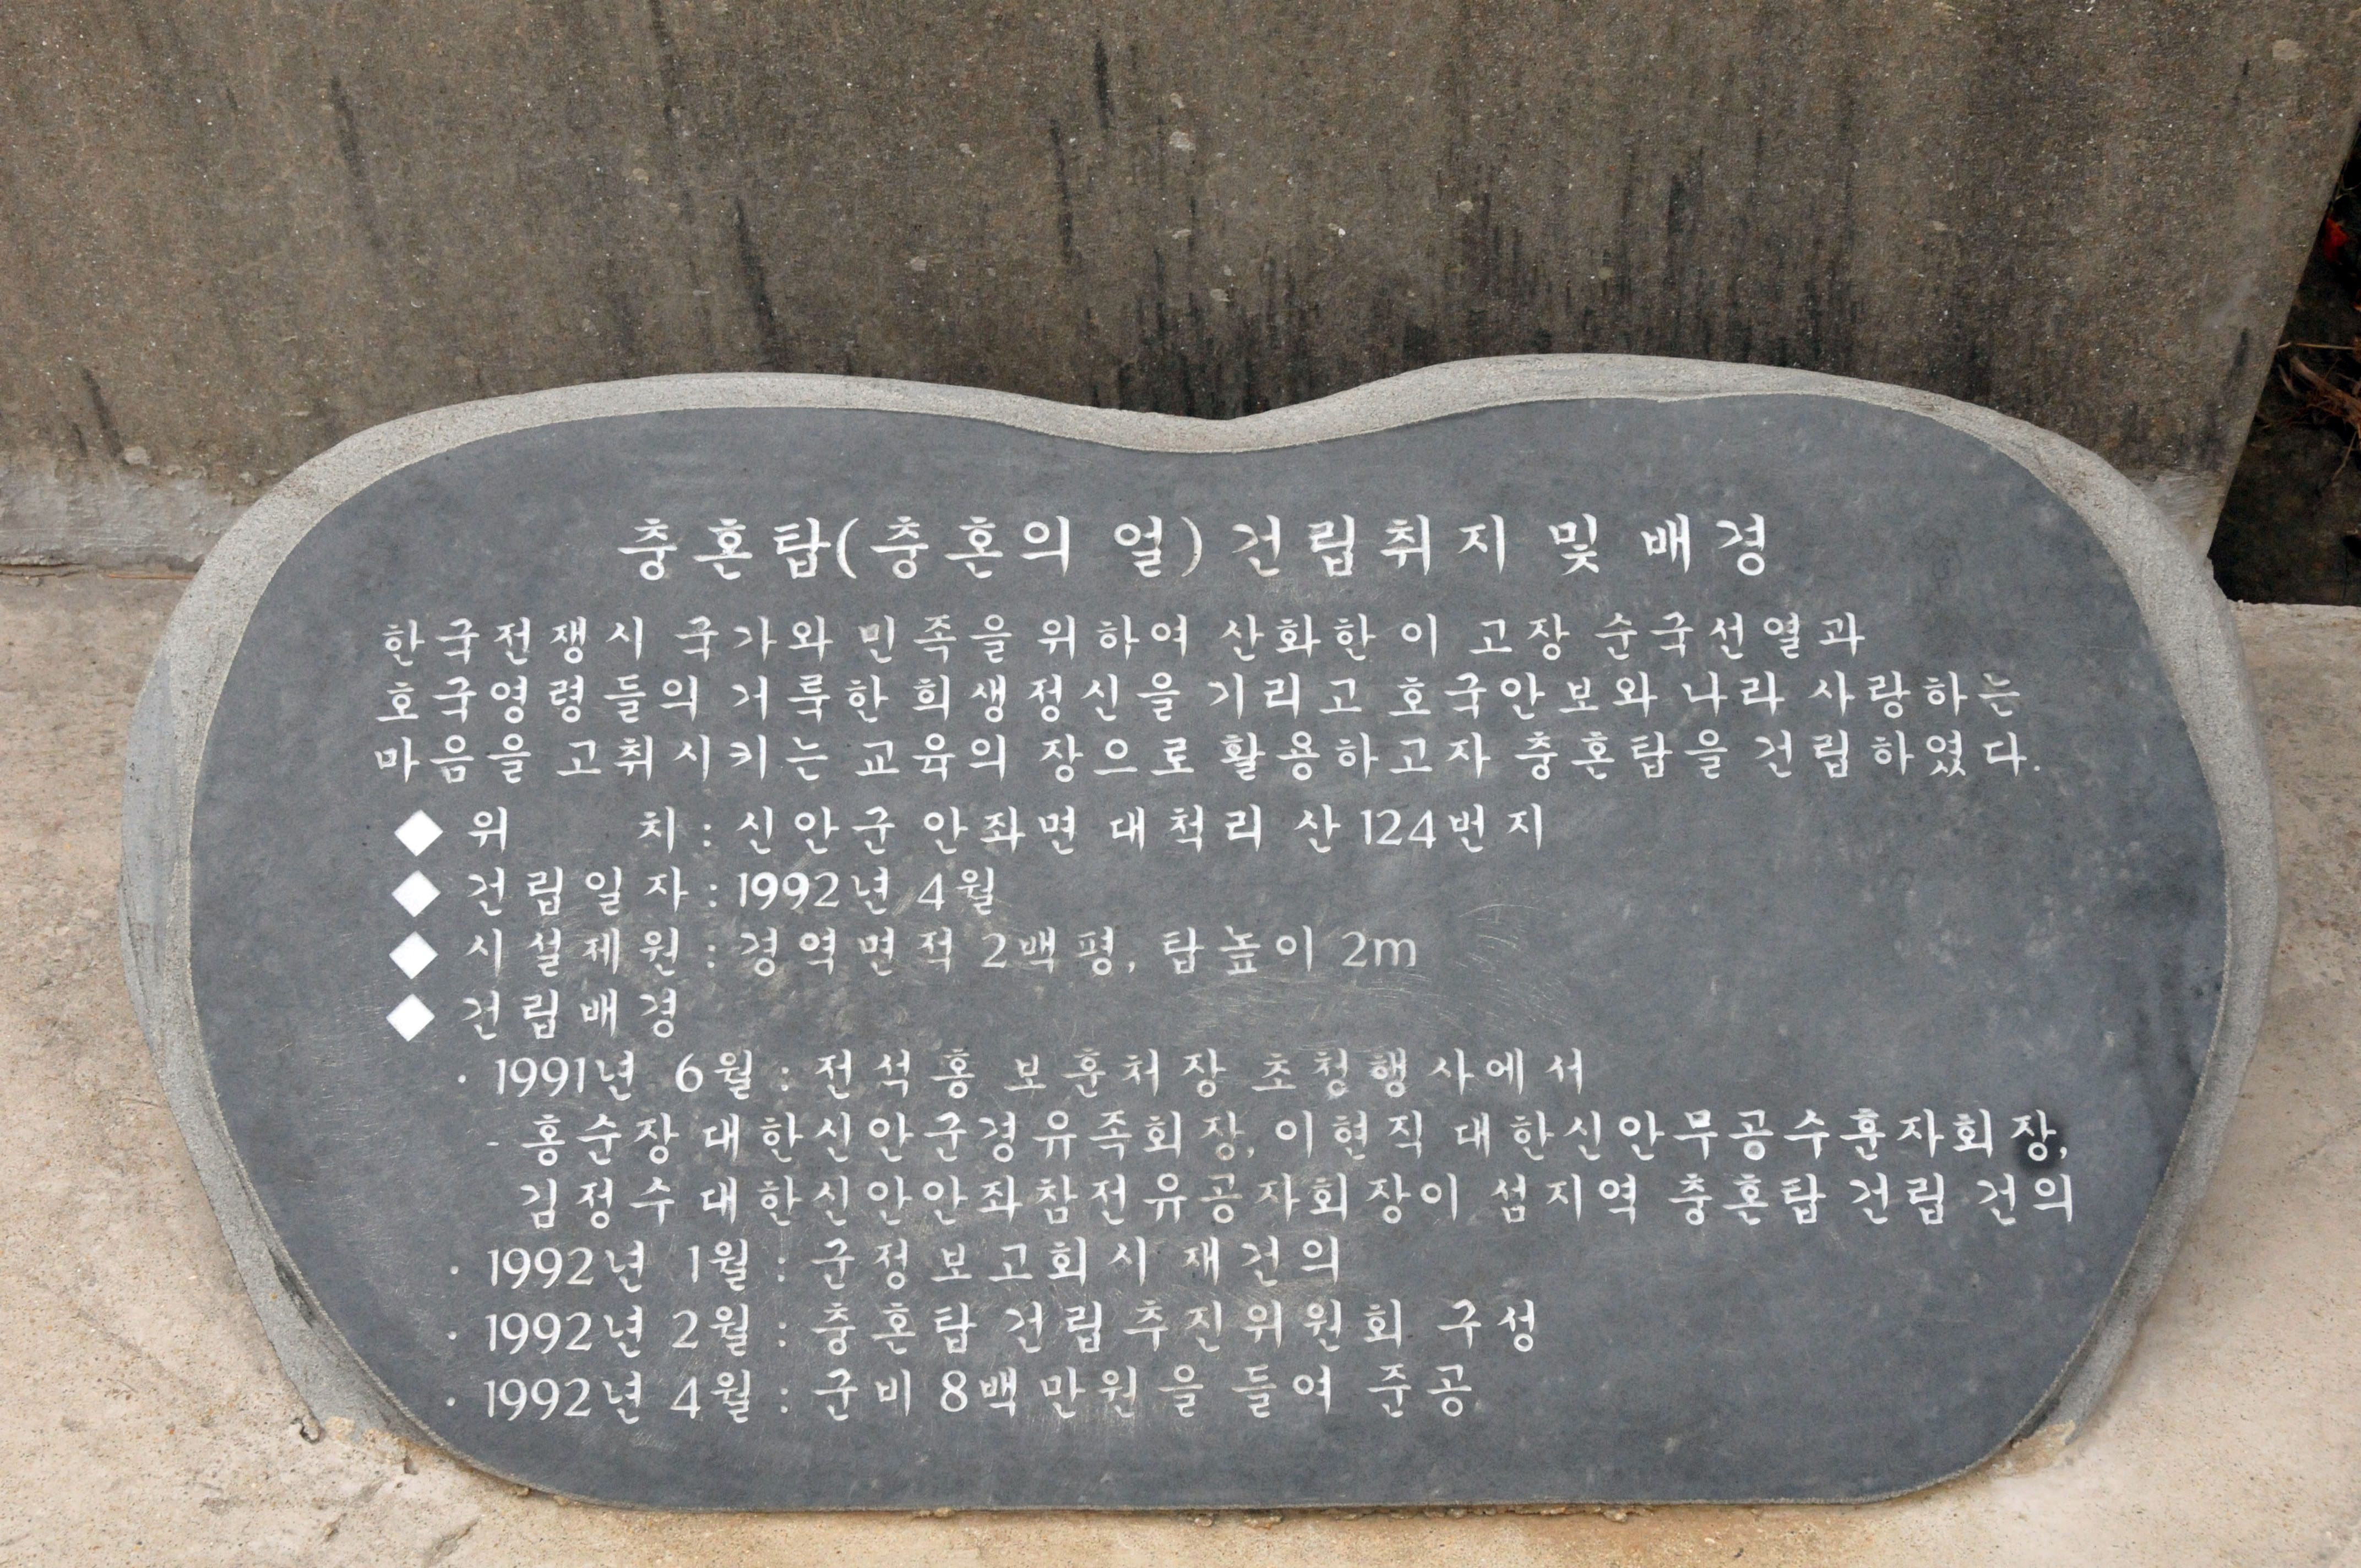 충혼탑(충혼의 얼) 건립취지 및 배경
한국전쟁시 국가와 민족을 위하여 산화한 이 고장 순국선열과
호국영령들의 거룩한 희생정신을 기리고 호국안보와 나라 사랑하는
마음을 고취시키는 교육의 장으로 활용하고자 충혼탑을 건립하였다.
◆ 위 치 : 신안군 안좌면 대척리 산 124번지
◆ 건립일자 : 1992년 4월
◆ 시설제원 : 경역면적 2백평, 탑높이 2m
◆ 건립배경
· 1991년 6월 : 전석홍 보훈처장 초청행사에서
- 홍순장 대한신안군경유족회장, 이현직 대한신안무공수훈자회장,
김정수 대한신안안좌참전유공자회장이 섬지역 충혼탑 건립 건의
· 1992년 1월 : 군정보고회시 재건의
· 1992년 2월 : 충혼탑 건립추진위원회 구성
· 1992년 4월 : 군비 8백만원을 들여 준공